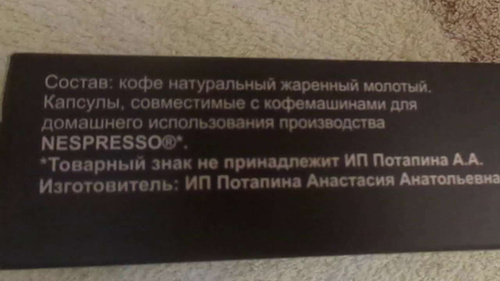 Состав: кофе натуральный жаренный молотый.
Капсулы, совместимые с кофемашинами для
домашнего использования производства
NESPRESSO®*.
*Товарный знак не принадлежит ИП Потапина А.А.
Изготовитель: ИП Потапина Анастасия Анатольевна